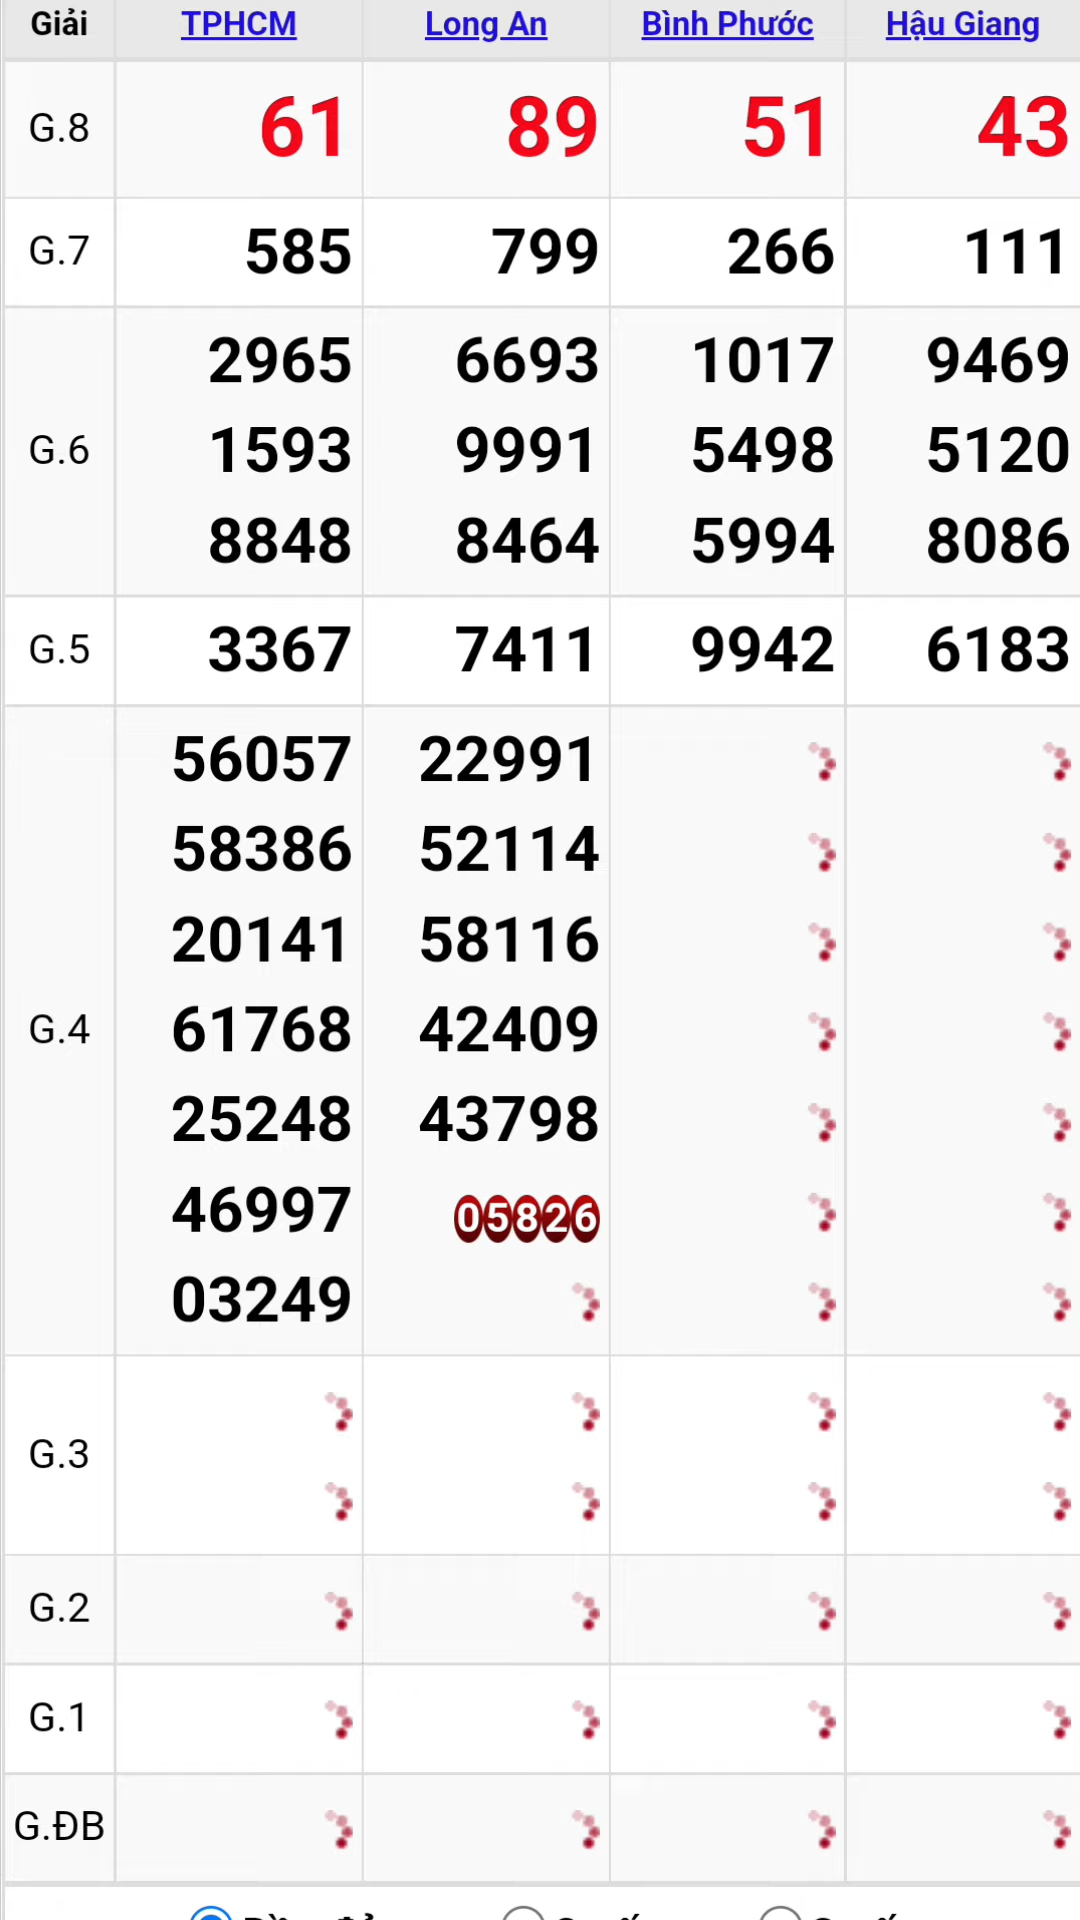 Giải TPHCM Long An Bình Phước Hậu Giang
G.8 61 89 51 43
G.7 585 799 266 111
2965 6693 1017 9469
G.6 1593 9991 5498 5120
8848 8464 5994 8086
G.5 3367 7411 9942 6183
56057 22991
58386 52114
20141 58116
G.4 61768 42409
25248 43798
46997 05826
03249
G.3
G.2
G.1
G.ĐB